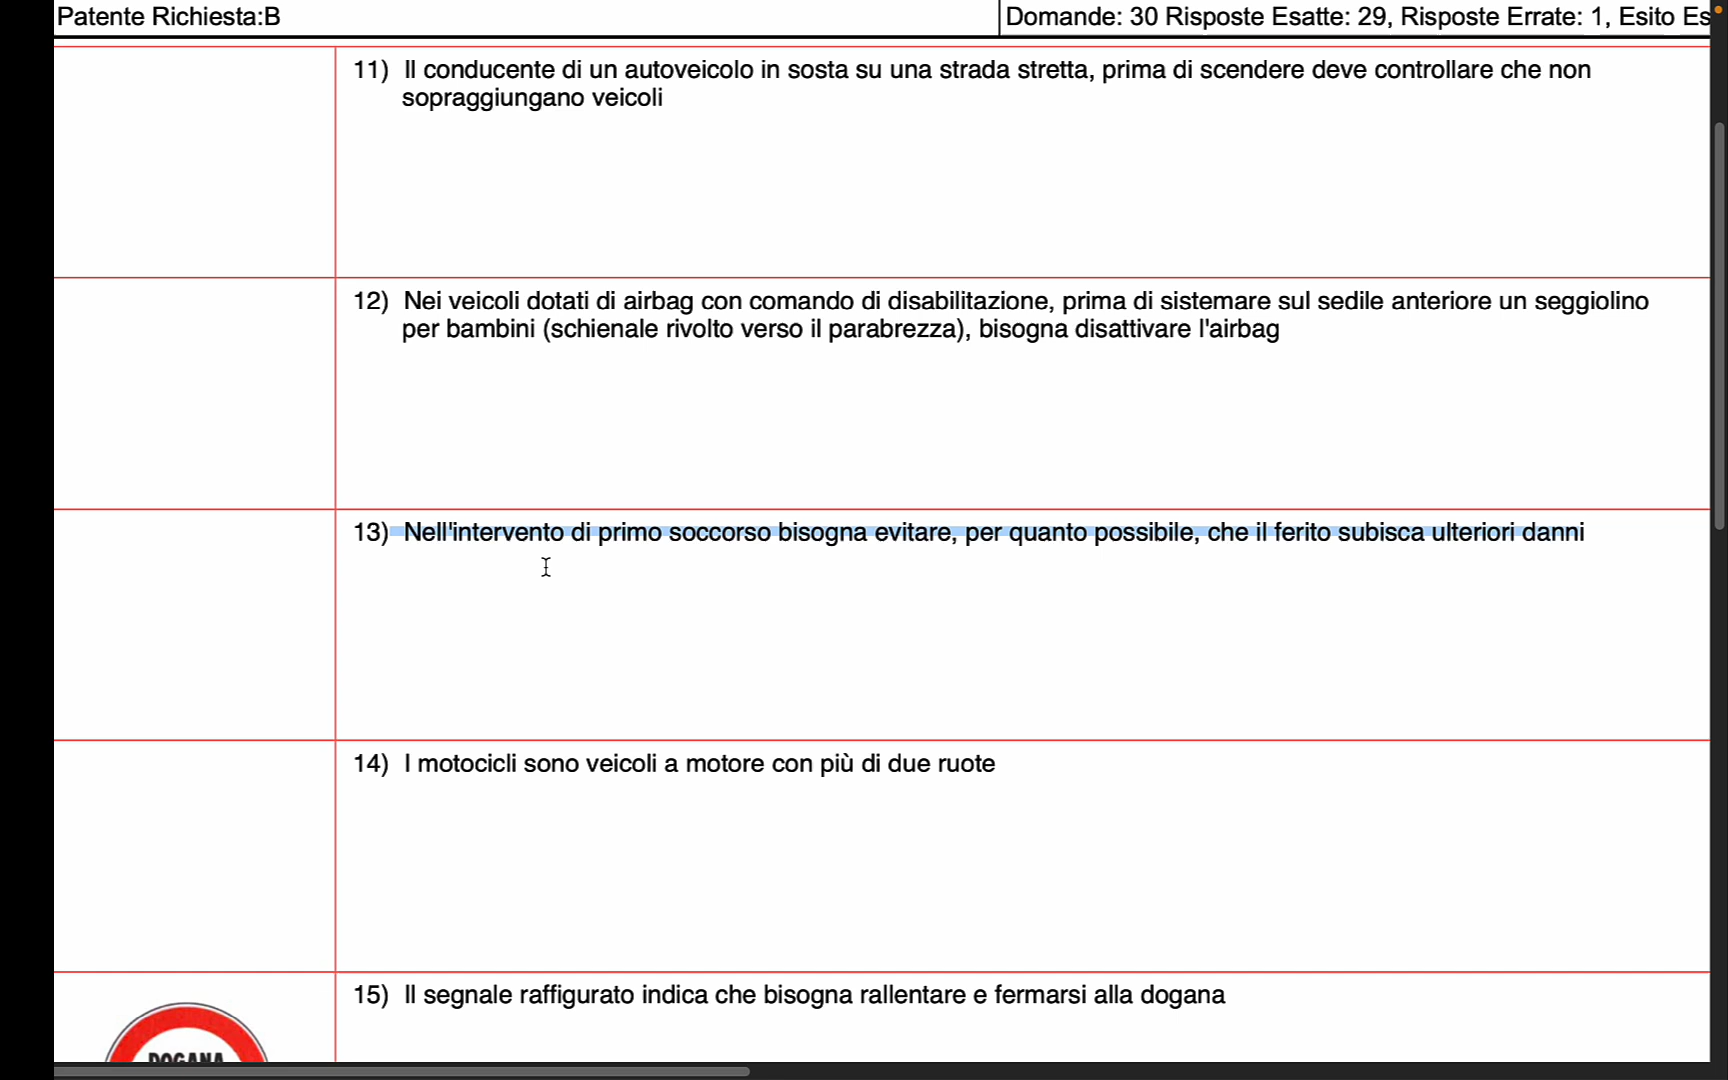 Patente Richiesta:B
Domande: 30 Risposte Esatte: 29, Risposte Errate: 1, Esito Es
11) Il conducente di un autoveicolo in sosta su una strada stretta, prima di scendere deve controllare che non
sopraggiungano veicoli
12) Nei veicoli dotati di airbag con comando di disabilitazione, prima di sistemare sul sedile anteriore un seggiolino
per bambini (schienale rivolto verso il parabrezza), bisogna disattivare l'airbag
13) Nell'intervento di primo soccorso bisogna evitare, per quanto possibile, che il ferito subisca ulteriori danni
14) I motocicli sono veicoli a motore con più di due ruote
15) Il segnale raffigurato indica che bisogna rallentare e fermarsi alla dogana
DOGANA